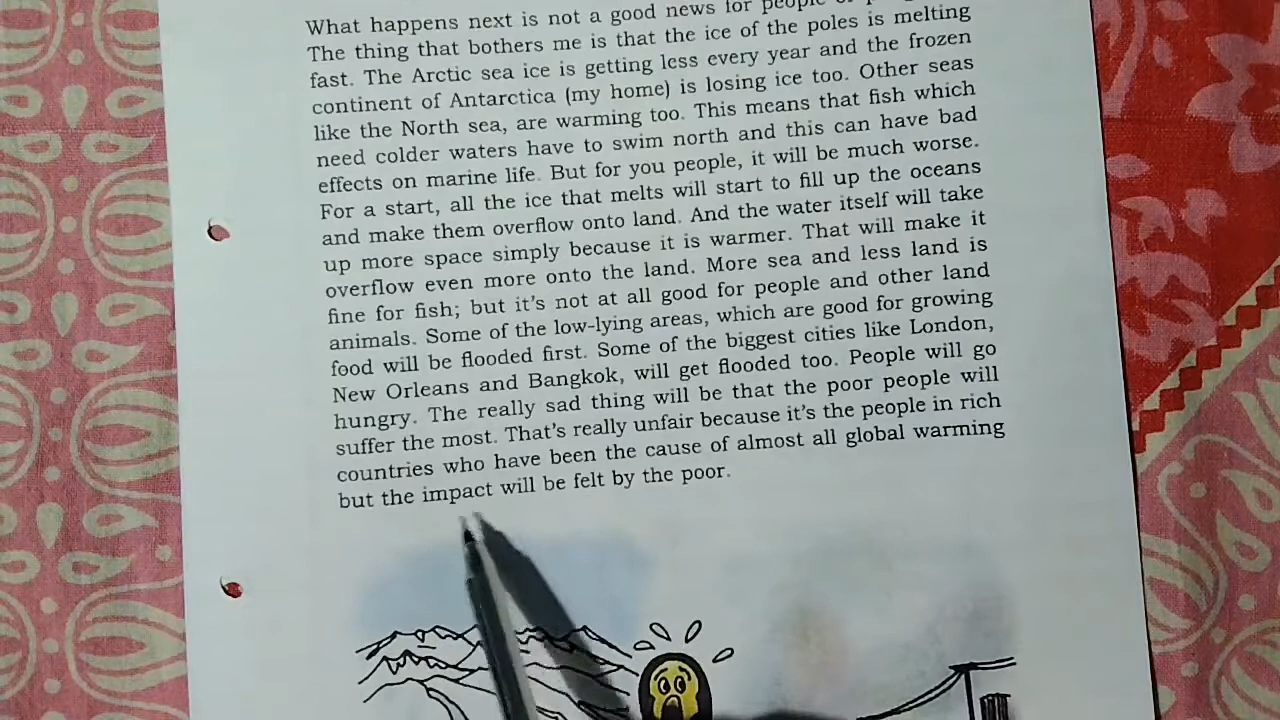 What happens next is not a good news for people
The thing that bothers me is that the ice of the poles is melting
fast. The Arctic sea ice is getting less every year and the frozen
continent of Antarctica (my home) is losing ice too. Other seas
like the North sea, are warming too. This means that fish which
need colder waters have to swim north and this can have bad
effects on marine life. But for you people, it will be much worse.
For a start, all the ice that melts will start to fill up the oceans
and make them overflow onto land. And the water itself will take
up more space simply because it is warmer. That will make it
overflow even more onto the land. More sea and less land is
fine for fish; but it's not at all good for people and other land
animals. Some of the low-lying areas, which are good for growing
food will be flooded first. Some of the biggest cities like London,
New Orleans and Bangkok, will get flooded too. People will go
hungry. The really sad thing will be that the poor people will
suffer the most. That's really unfair because it's the people in rich
countries who have been the cause of almost all global warming
but the impact will be felt by the poor.